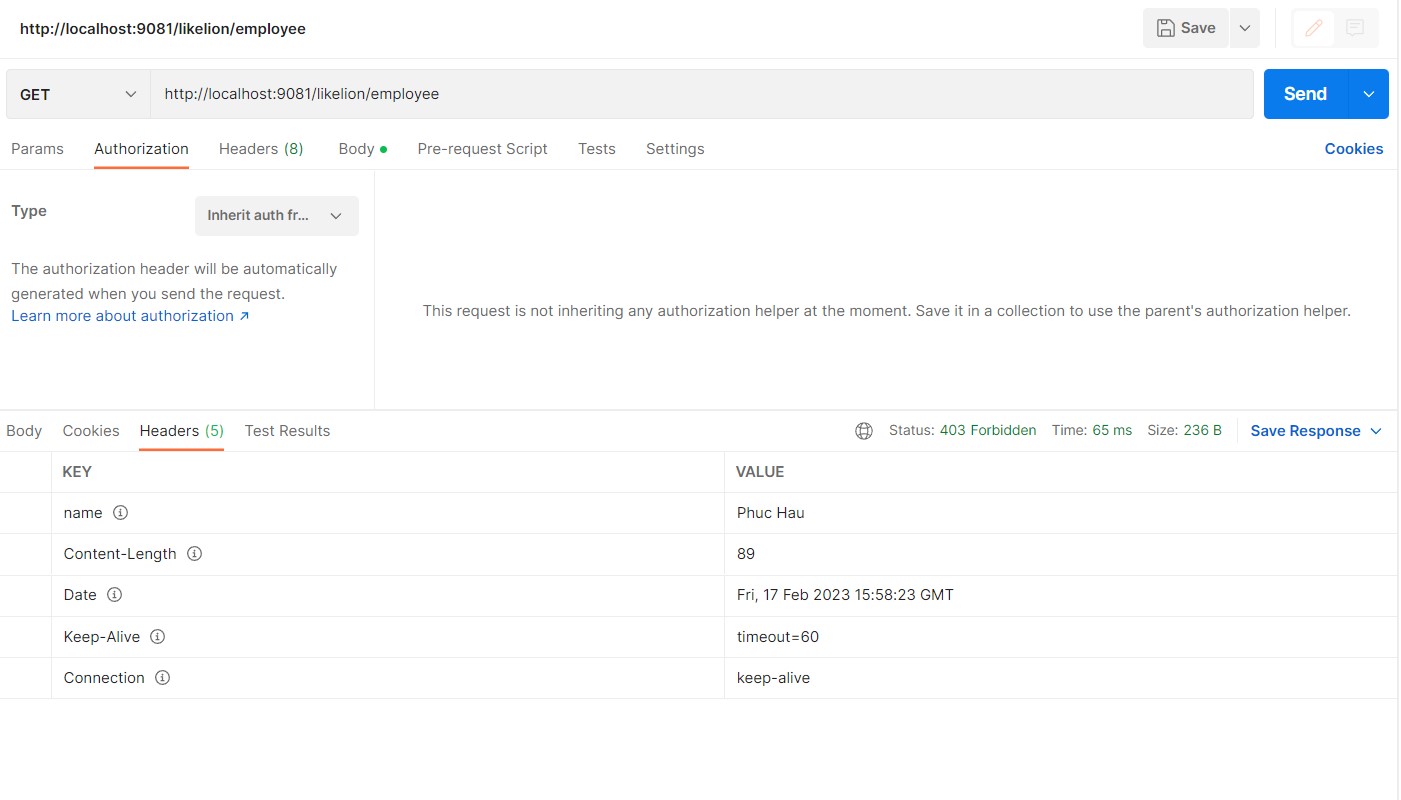 http://localhost:9081/likelion/employee
Save
GET
http://localhost:9081/likelion/employee
Send
Params Authorization Headers (8) Body Pre-request Script Tests Settings Cookies
Type
Inherit auth fr...
The authorization header will be automatically
generated when you send the request.
Learn more about authorization ↗
This request is not inheriting any authorization helper at the moment. Save it in a collection to use the parent's authorization helper.
Body Cookies Headers (5) Test Results Status: 403 Forbidden Time: 65 ms Size: 236 B Save Response
KEY VALUE
name Phuc Hau
Content-Length 89
Date Fri, 17 Feb 2023 15:58:23 GMT
Keep-Alive timeout=60
Connection keep-alive